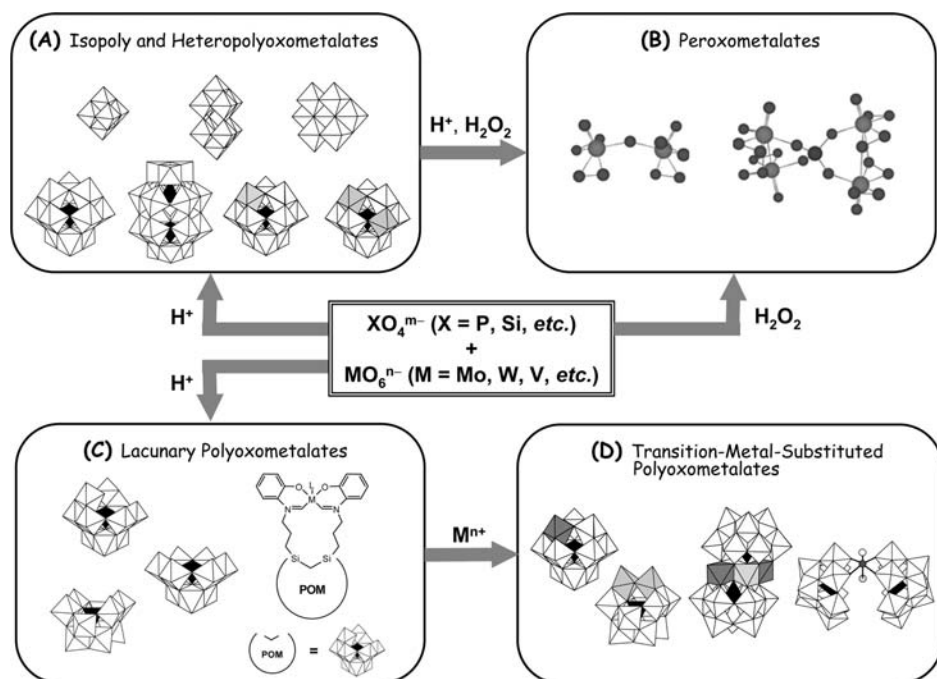 (A) Isopoly and Heteropolyoxometalates
(B) Peroxometalates
H⁺, H₂O₂
H⁺
XO₄ᵐ⁻ (X = P, Si, etc.)
+
MO₆ⁿ⁻ (M = Mo, W, V, etc.)
H₂O₂
H⁺
(C) Lacunary Polyoxometalates
L
O M O
N N
Si Si
POM
POM =
Mⁿ⁺
(D) Transition-Metal-Substituted
Polyoxometalates